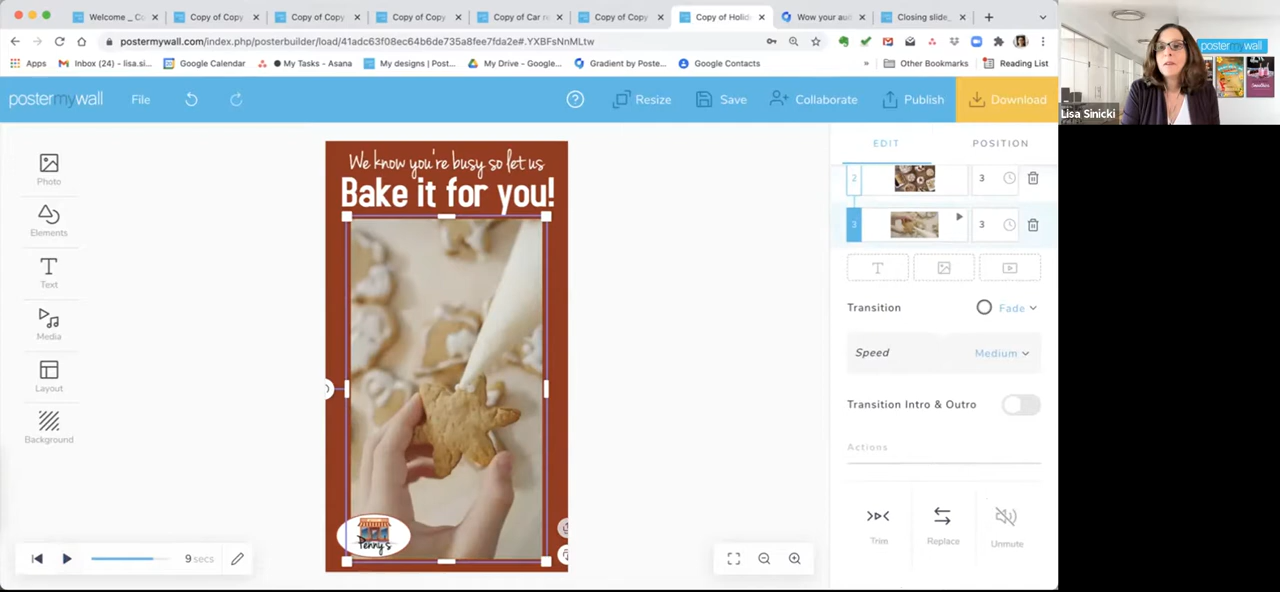 Welcome _ C
Copy of Copy
Copy of Copy
Copy of Copy
Copy of Car r
Copy of Copy
Copy of Holid
Wow your au
Closing slide_
postermywall.com/index.php/posterbuilder/load/41adc63f08ec64b6de735a8fee7fda2e#.YXBFsNnMLtw
Apps
Inbox (24) - lisa.si...
Google Calendar
My Tasks - Asana
My designs | Post...
My Drive - Google...
Gradient by Poste...
Google Contacts
»
Other Bookmarks
Reading List
postermywall
File
Resize
Save
Collaborate
Publish
Download
Photo
Elements
Text
Media
Layout
Background
We know you're busy so let us
Bake it for you!
Penny's
9 secs
EDIT
POSITION
2
3
3
3
Transition
Fade
Speed
Medium
Transition Intro & Outro
Actions
Trim
Replace
Unmute
postermywall
Lisa Sinicki